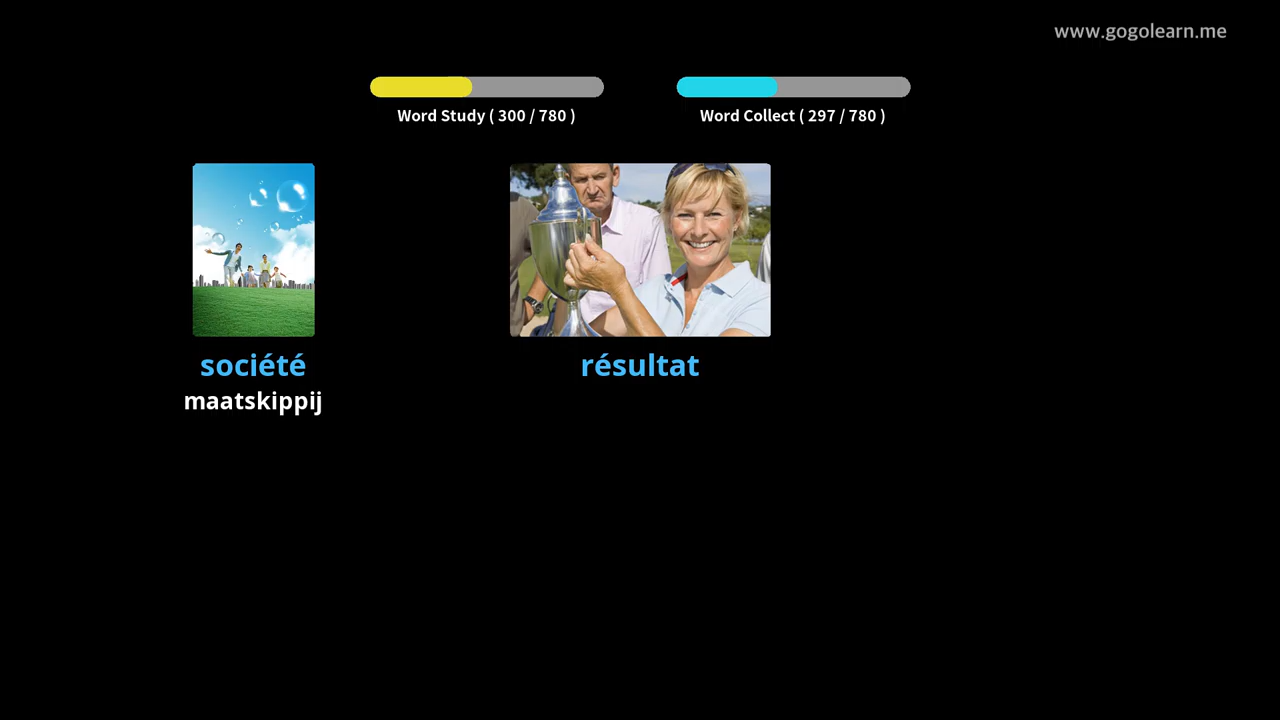 www.gogolearn.me
Word Study ( 300 / 780 )
Word Collect ( 297 / 780 )
société
maatskippij
résultat